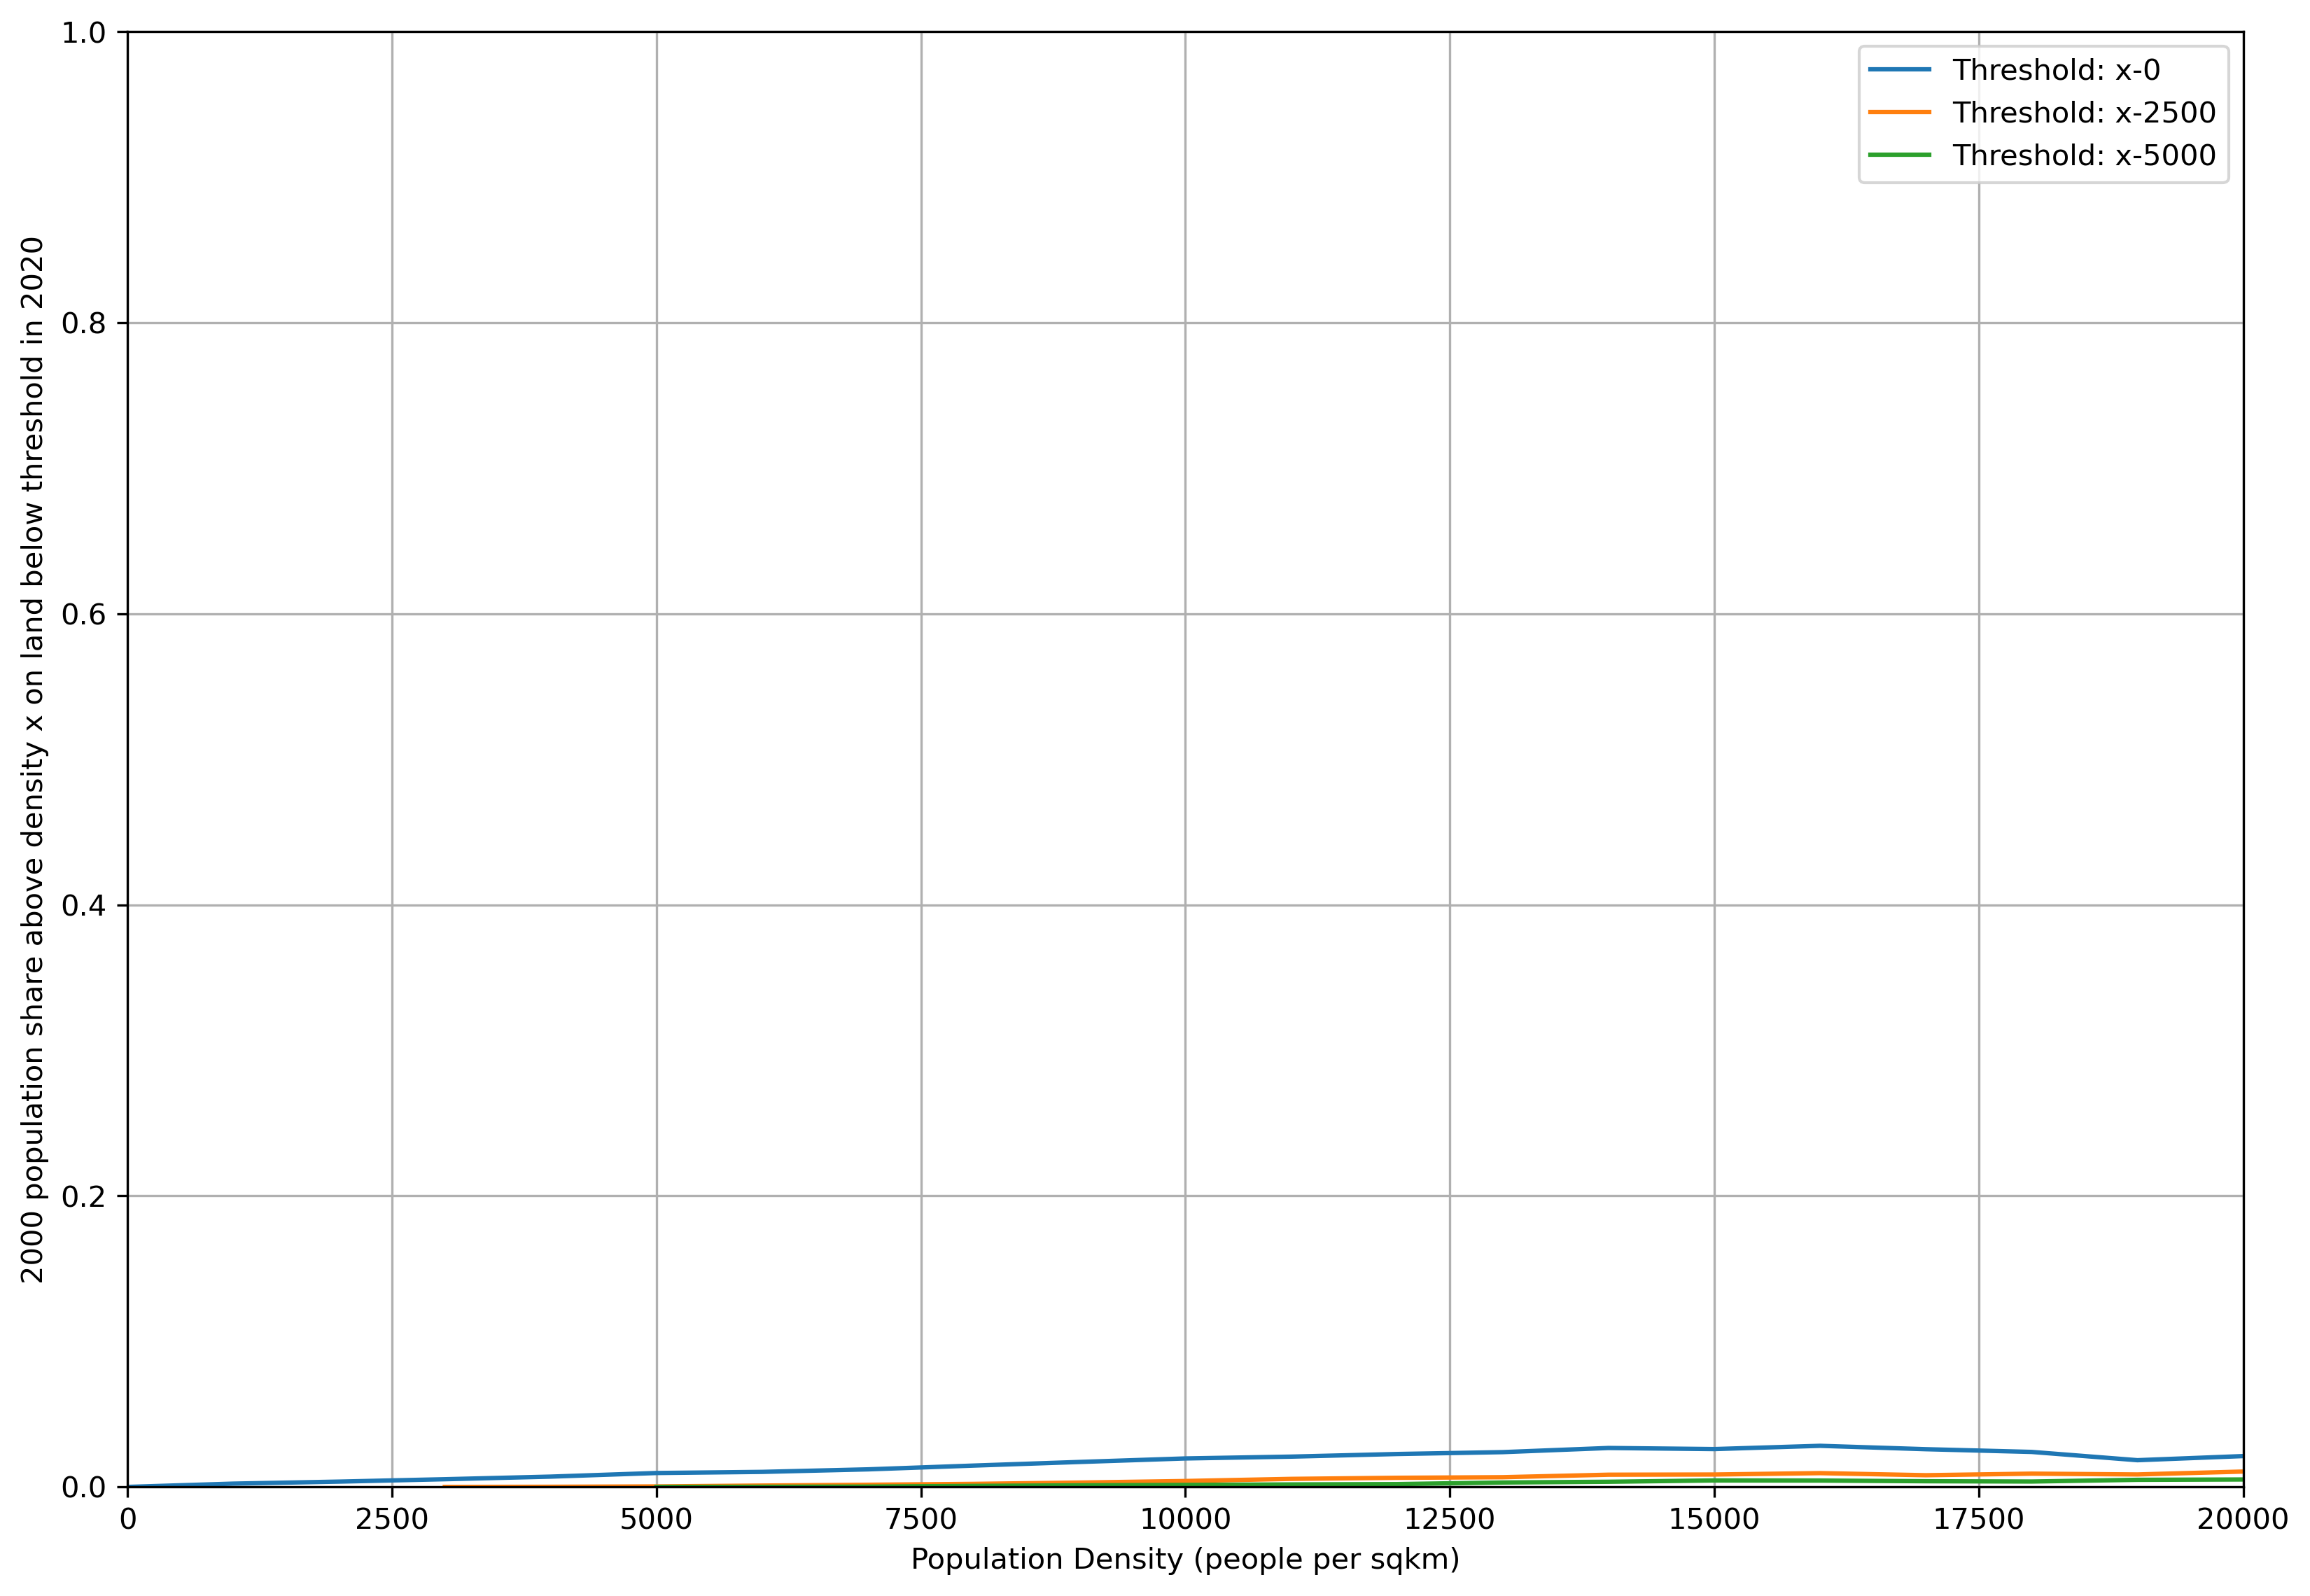 Threshold: x-0
Threshold: x-2500
Threshold: x-5000
2000 population share above density x on land below threshold in 2020
1.0
0.8
0.6
0.4
0.2
0.0
0 2500 5000 7500 10000 12500 15000 17500 20000
Population Density (people per sqkm)